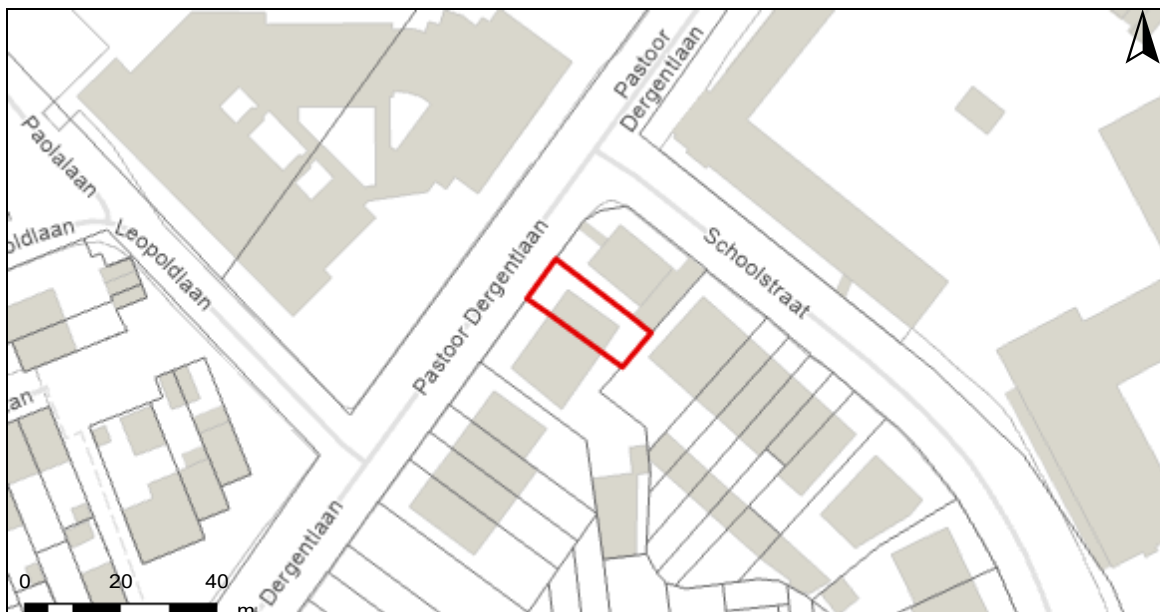 Pastoor
Dergentlaan
Paolalaan
oldlaan
Leopoldlaan
Schoolstraat
Pastoor Dergentlaan
an
Dergentlaan
0 20 40
m